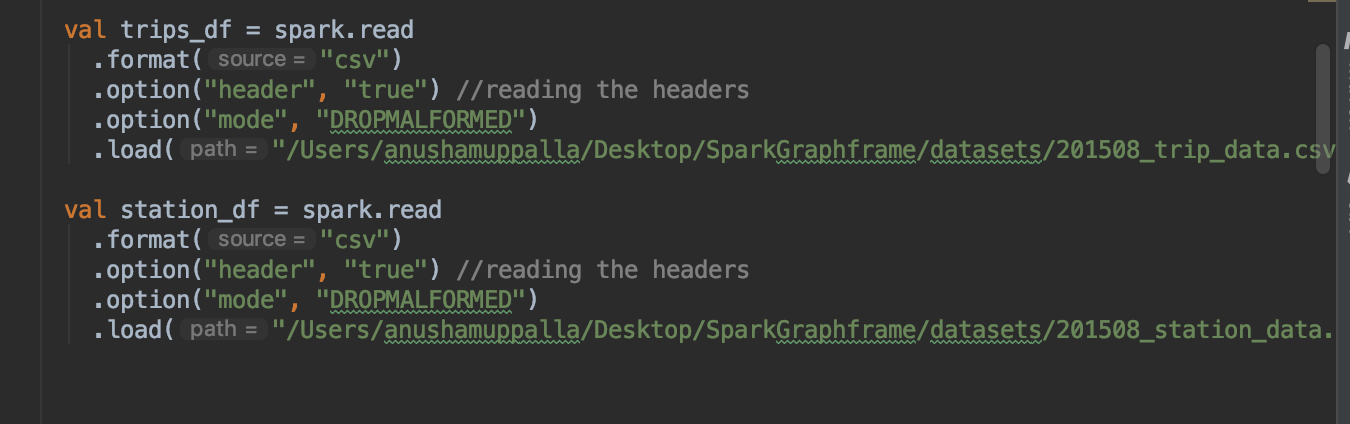 val trips_df = spark.read
.format( source = "csv")
.option("header", "true") //reading the headers
.option("mode", "DROPMALFORMED")
.load( path = "/Users/anushamuppalla/Desktop/SparkGraphframe/datasets/201508_trip_data.csv
val station_df = spark.read
.format( source = "csv")
.option("header", "true") //reading the headers
.option("mode", "DROPMALFORMED")
.load( path = "/Users/anushamuppalla/Desktop/SparkGraphframe/datasets/201508_station_data.